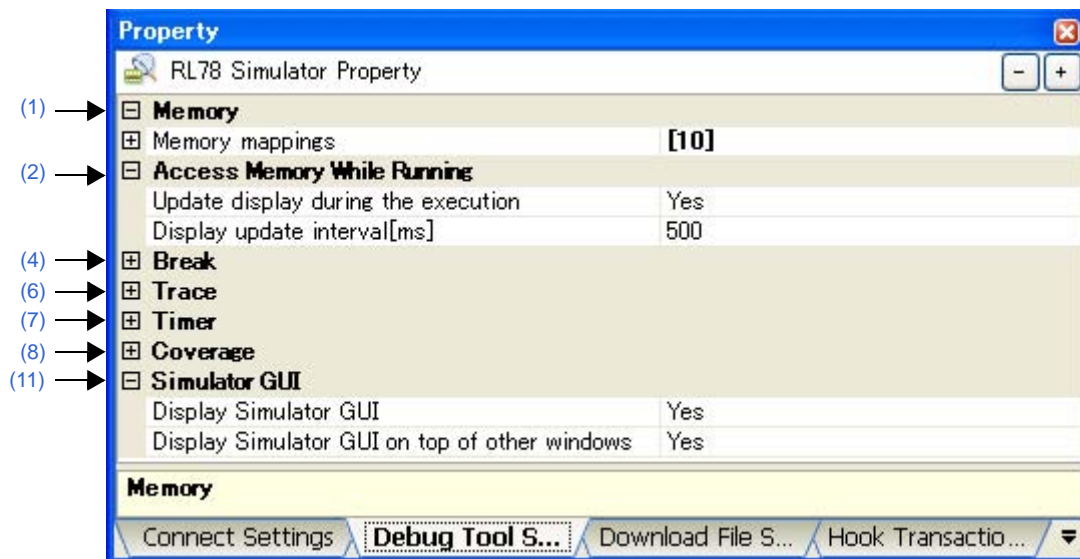 Property
RL78 Simulator Property
(1) Memory
Memory mappings [10]
(2) Access Memory While Running
Update display during the execution Yes
Display update interval[ms] 500
(4) Break
(6) Trace
(7) Timer
(8) Coverage
(11) Simulator GUI
Display Simulator GUI Yes
Display Simulator GUI on top of other windows Yes
Memory
Connect Settings Debug Tool S... Download File S... Hook Transactio...